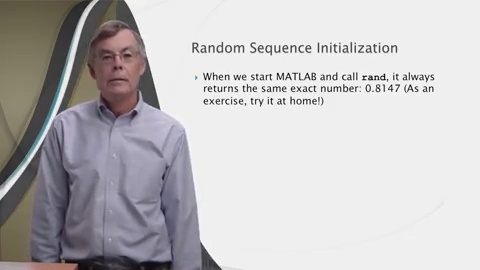 Random Sequence Initialization
When we start MATLAB and call rand, it always
returns the same exact number: 0.8147 (As an
exercise, try it at home!)